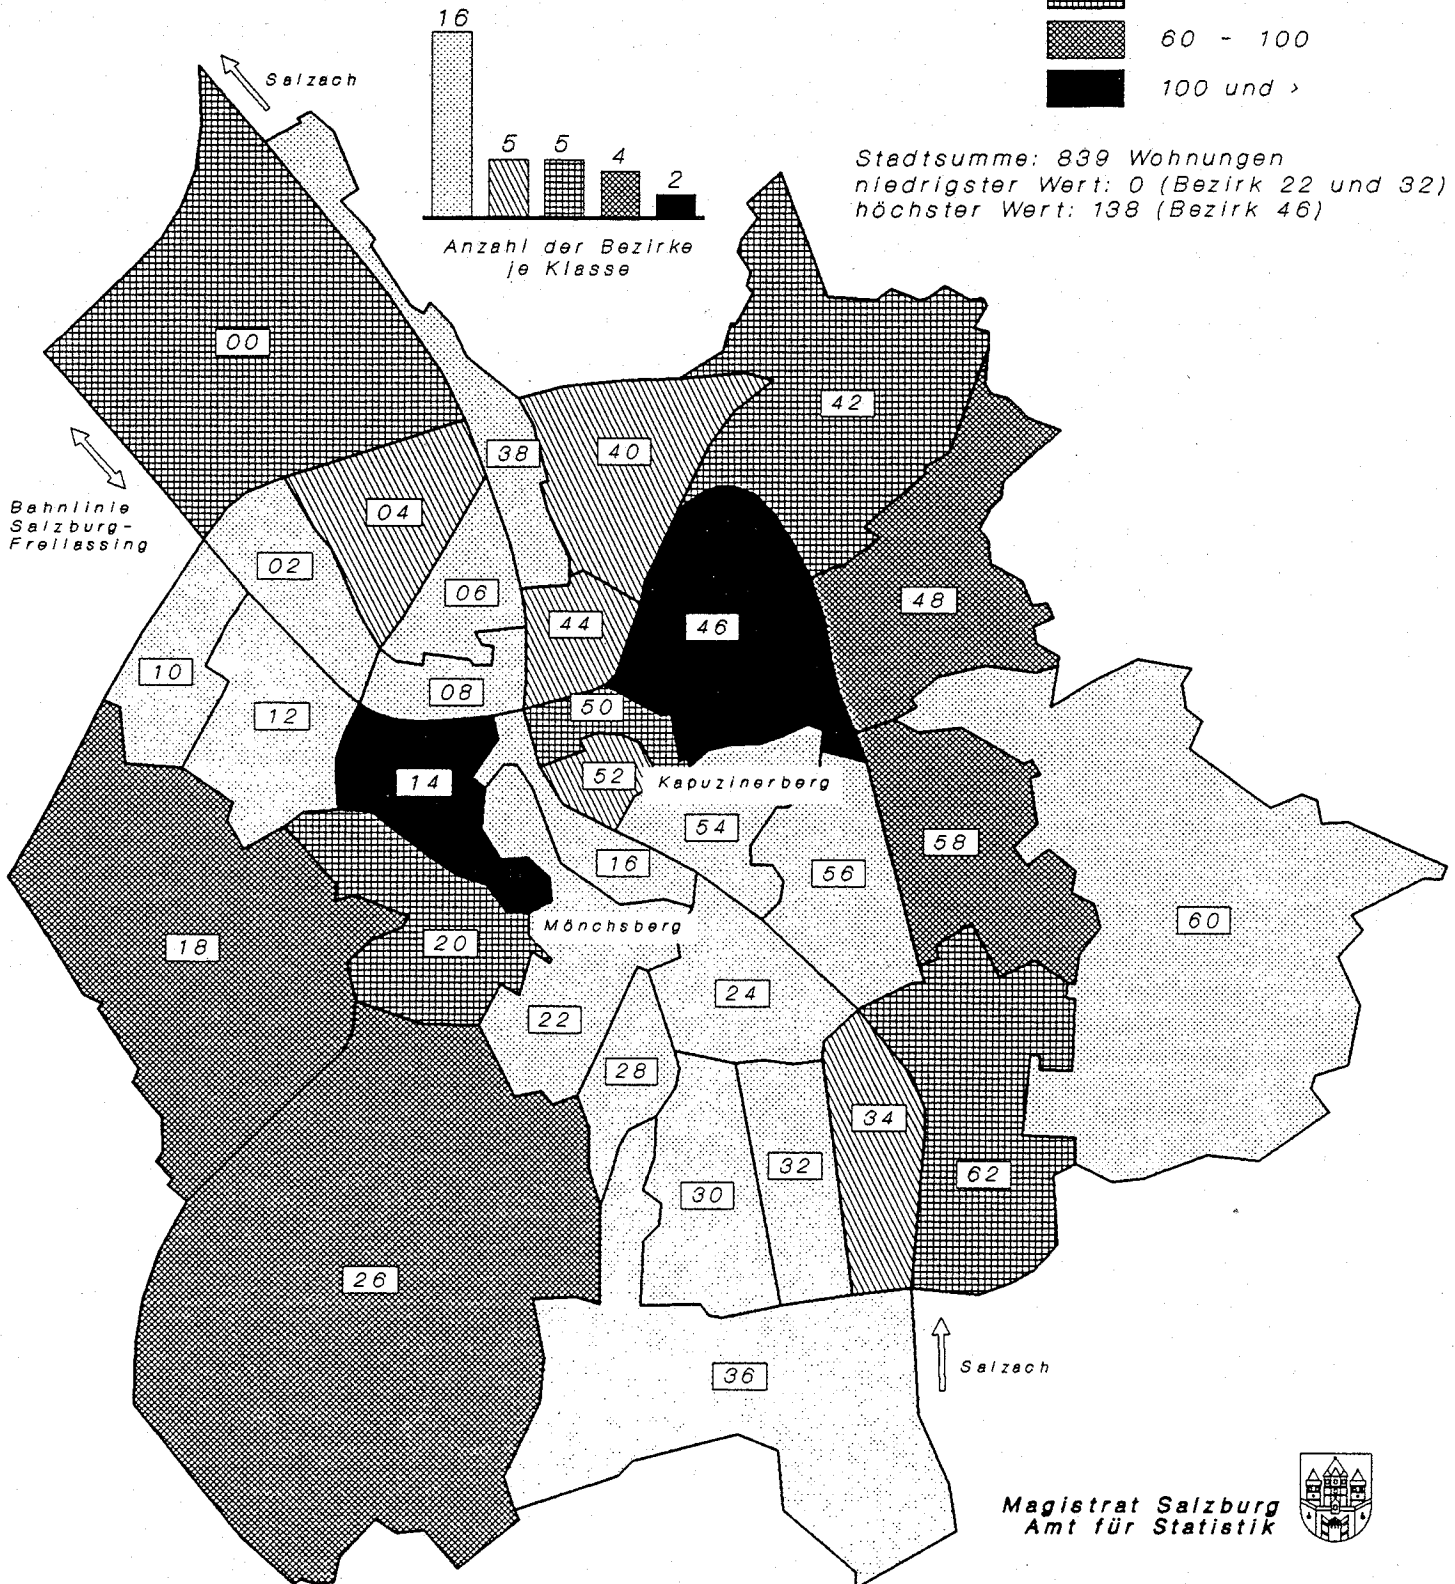 16
5 5 4 2
Anzahl der Bezirke
je Klasse
60 - 100
100 und >
Stadtsumme: 839 Wohnungen
niedrigster Wert: 0 (Bezirk 22 und 32)
höchster Wert: 138 (Bezirk 46)
Salzach
00
42
38
40
04
Bahnlinie
Salzburg-
Freilassing
02
06
48
44
46
10
08
12
50
14
52
Kapuzinerberg
54
58
16
56
60
Mönchsberg
18
20
24
22
28
34
32
62
30
26
Salzach
36
Magistrat Salzburg
Amt für Statistik